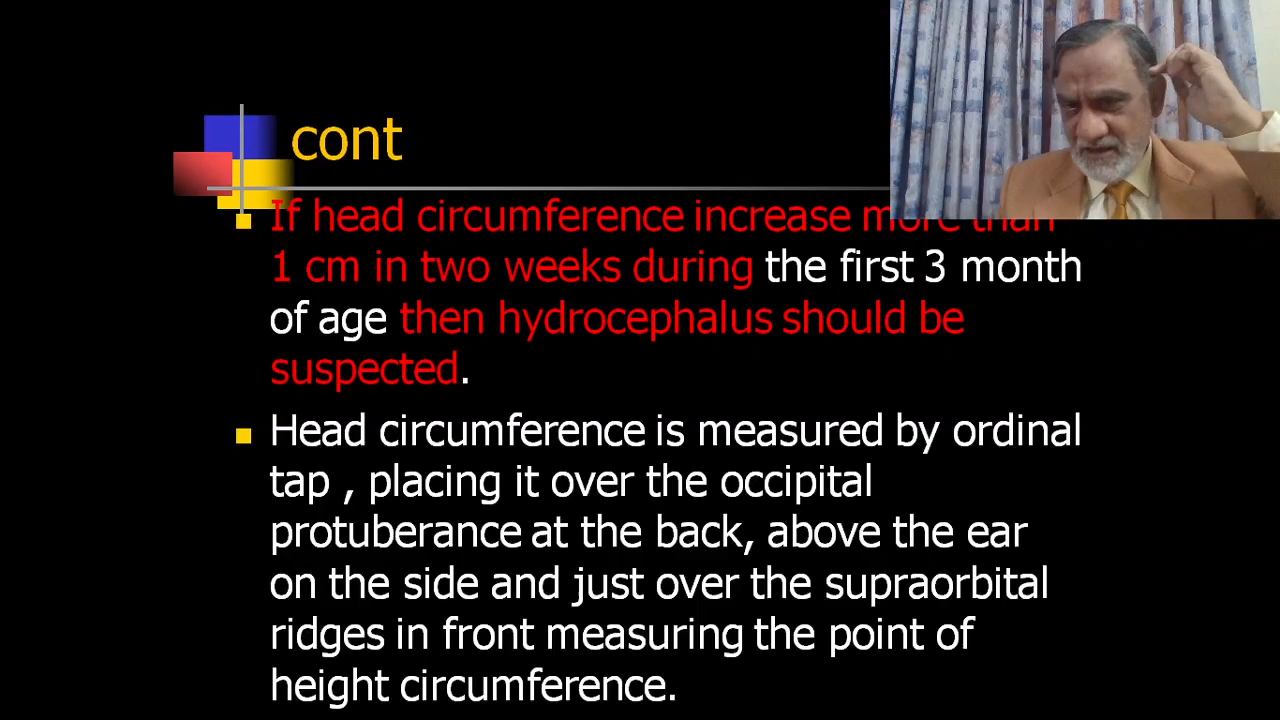 cont
If head circumference increase more than
1 cm in two weeks during the first 3 month
of age then hydrocephalus should be
suspected.
Head circumference is measured by ordinal
tap , placing it over the occipital
protuberance at the back, above the ear
on the side and just over the supraorbital
ridges in front measuring the point of
height circumference.